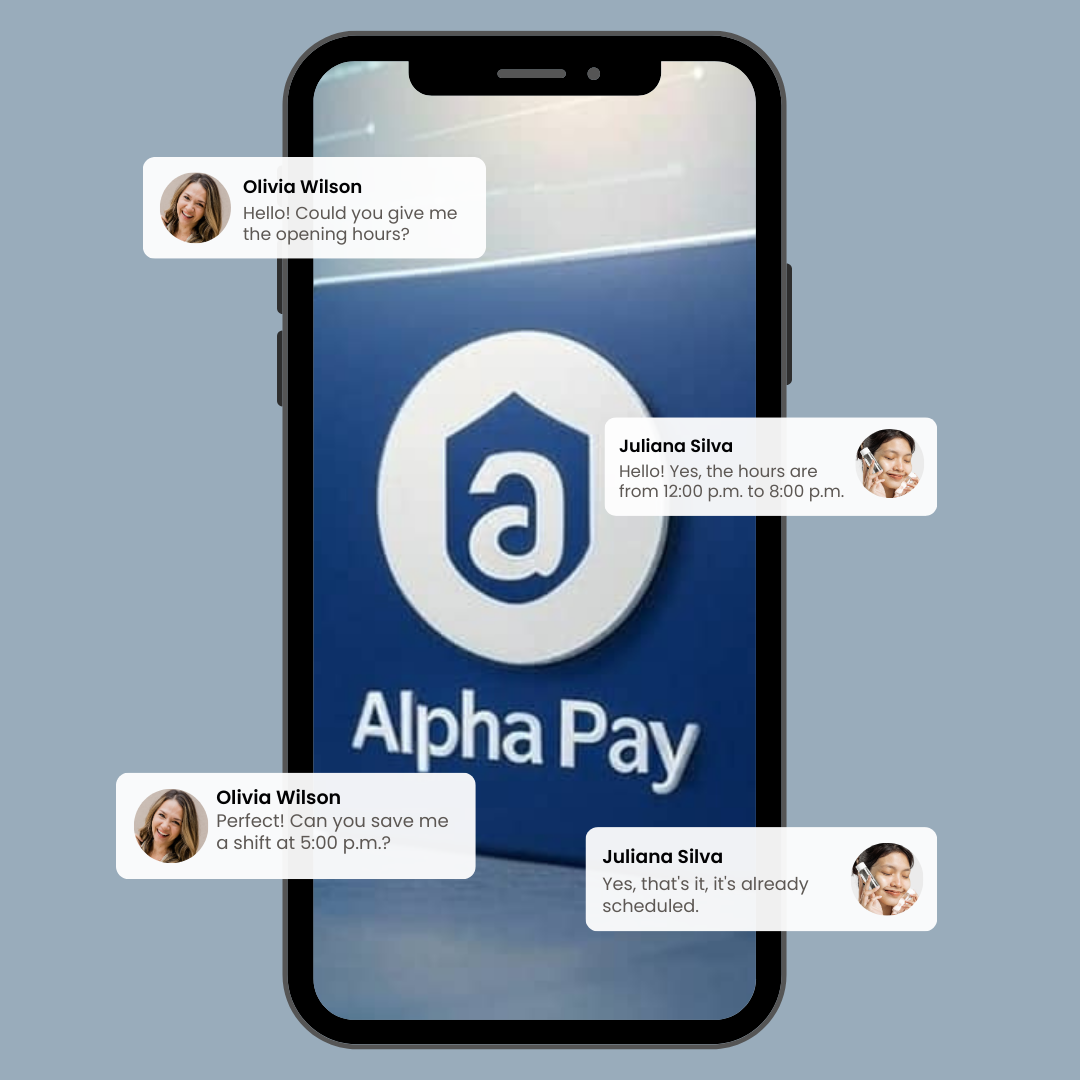 Olivia Wilson
Hello! Could you give me
the opening hours?
Juliana Silva
Hello! Yes, the hours are
from 12:00 p.m. to 8:00 p.m.
a
Alpha Pay
Olivia Wilson
Perfect! Can you save me
a shift at 5:00 p.m.?
Juliana Silva
Yes, that's it, it's already
scheduled.